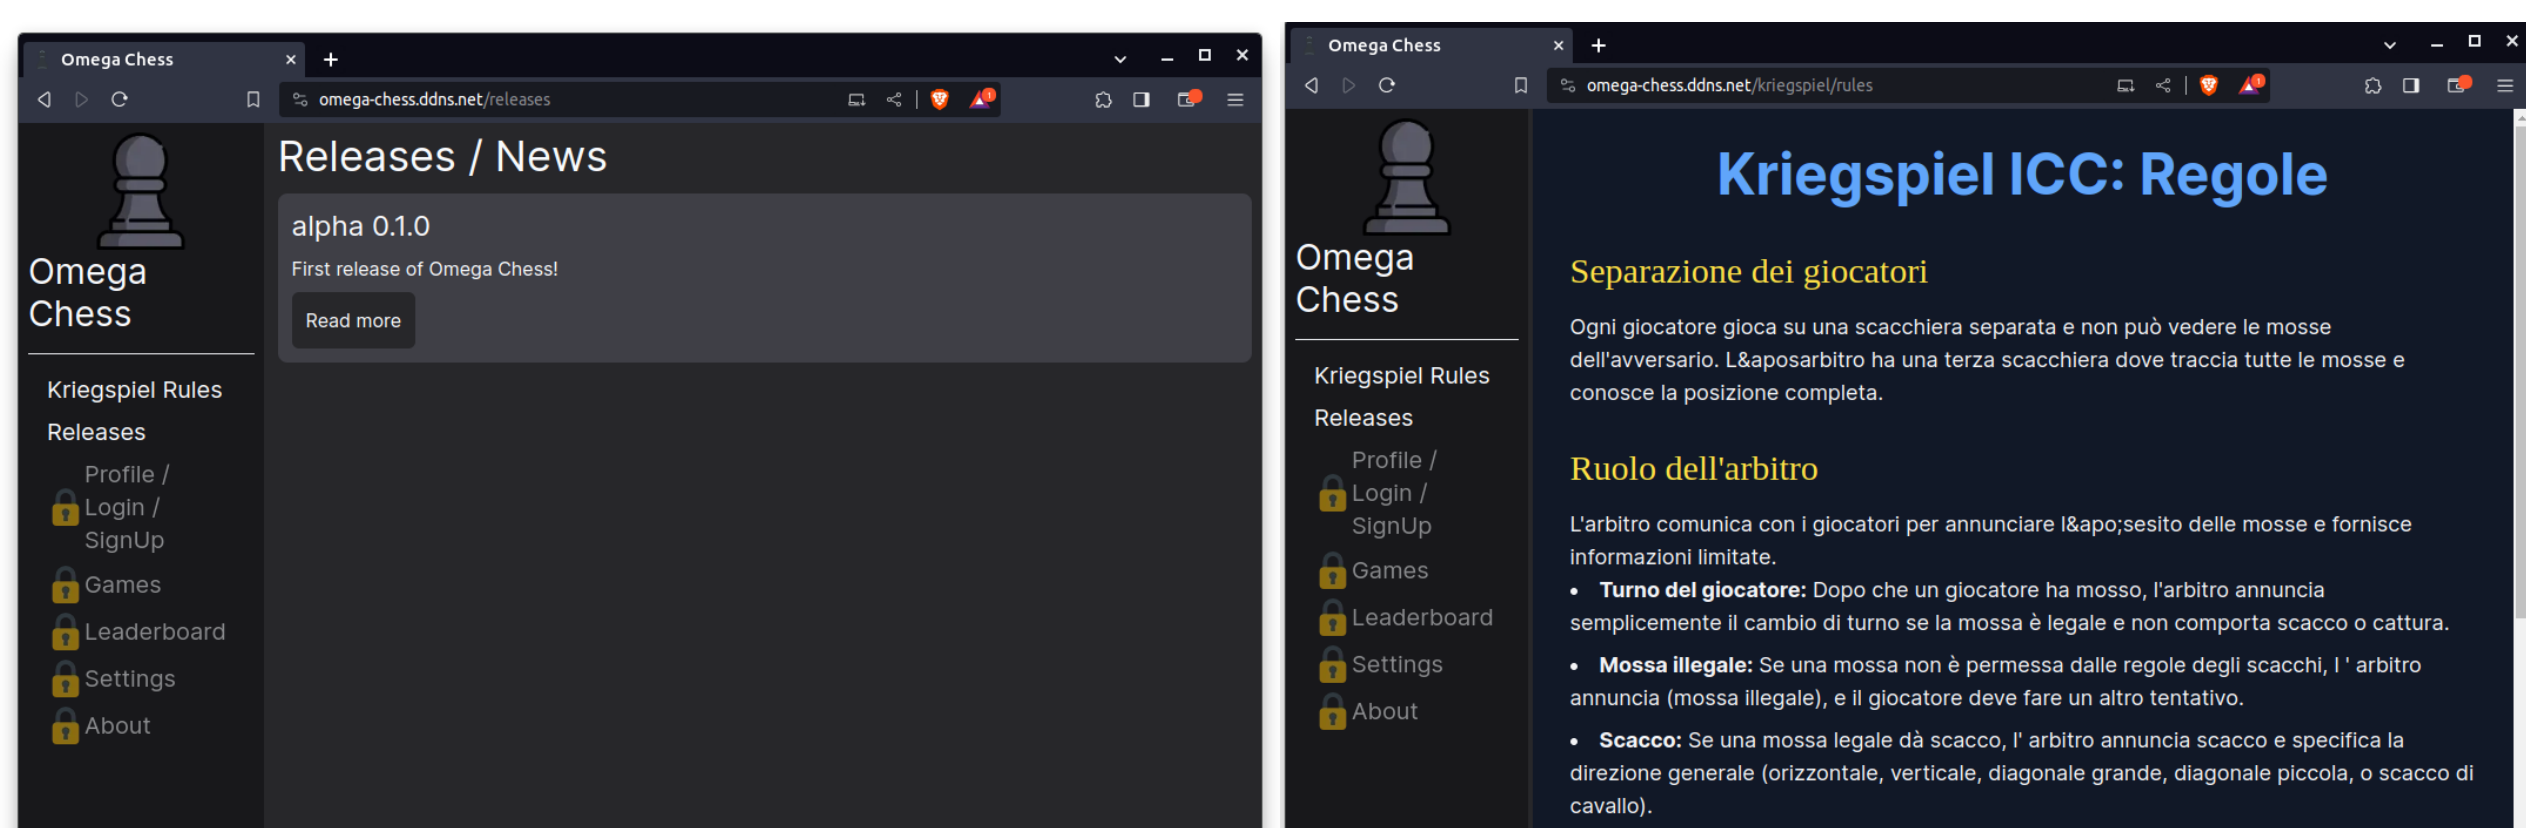 Omega Chess
omega-chess.ddns.net/releases
1
Omega
Chess
Kriegspiel Rules
Releases
Profile /
Login /
SignUp
Games
Leaderboard
Settings
About
Releases / News
alpha 0.1.0
First release of Omega Chess!
Read more
Omega Chess
omega-chess.ddns.net/kriegspiel/rules
1
Omega
Chess
Kriegspiel Rules
Releases
Profile /
Login /
SignUp
Games
Leaderboard
Settings
About
Kriegspiel ICC: Regole
Separazione dei giocatori
Ogni giocatore gioca su una scacchiera separata e non può vedere le mosse
dell'avversario. L&aposarbitro ha una terza scacchiera dove traccia tutte le mosse e
conosce la posizione completa.
Ruolo dell'arbitro
L'arbitro comunica con i giocatori per annunciare l&apo;sesito delle mosse e fornisce
informazioni limitate.
• Turno del giocatore: Dopo che un giocatore ha mosso, l'arbitro annuncia
semplicemente il cambio di turno se la mossa è legale e non comporta scacco o cattura.
• Mossa illegale: Se una mossa non è permessa dalle regole degli scacchi, l ' arbitro
annuncia (mossa illegale), e il giocatore deve fare un altro tentativo.
• Scacco: Se una mossa legale dà scacco, l' arbitro annuncia scacco e specifica la
direzione generale (orizzontale, verticale, diagonale grande, diagonale piccola, o scacco di
cavallo).